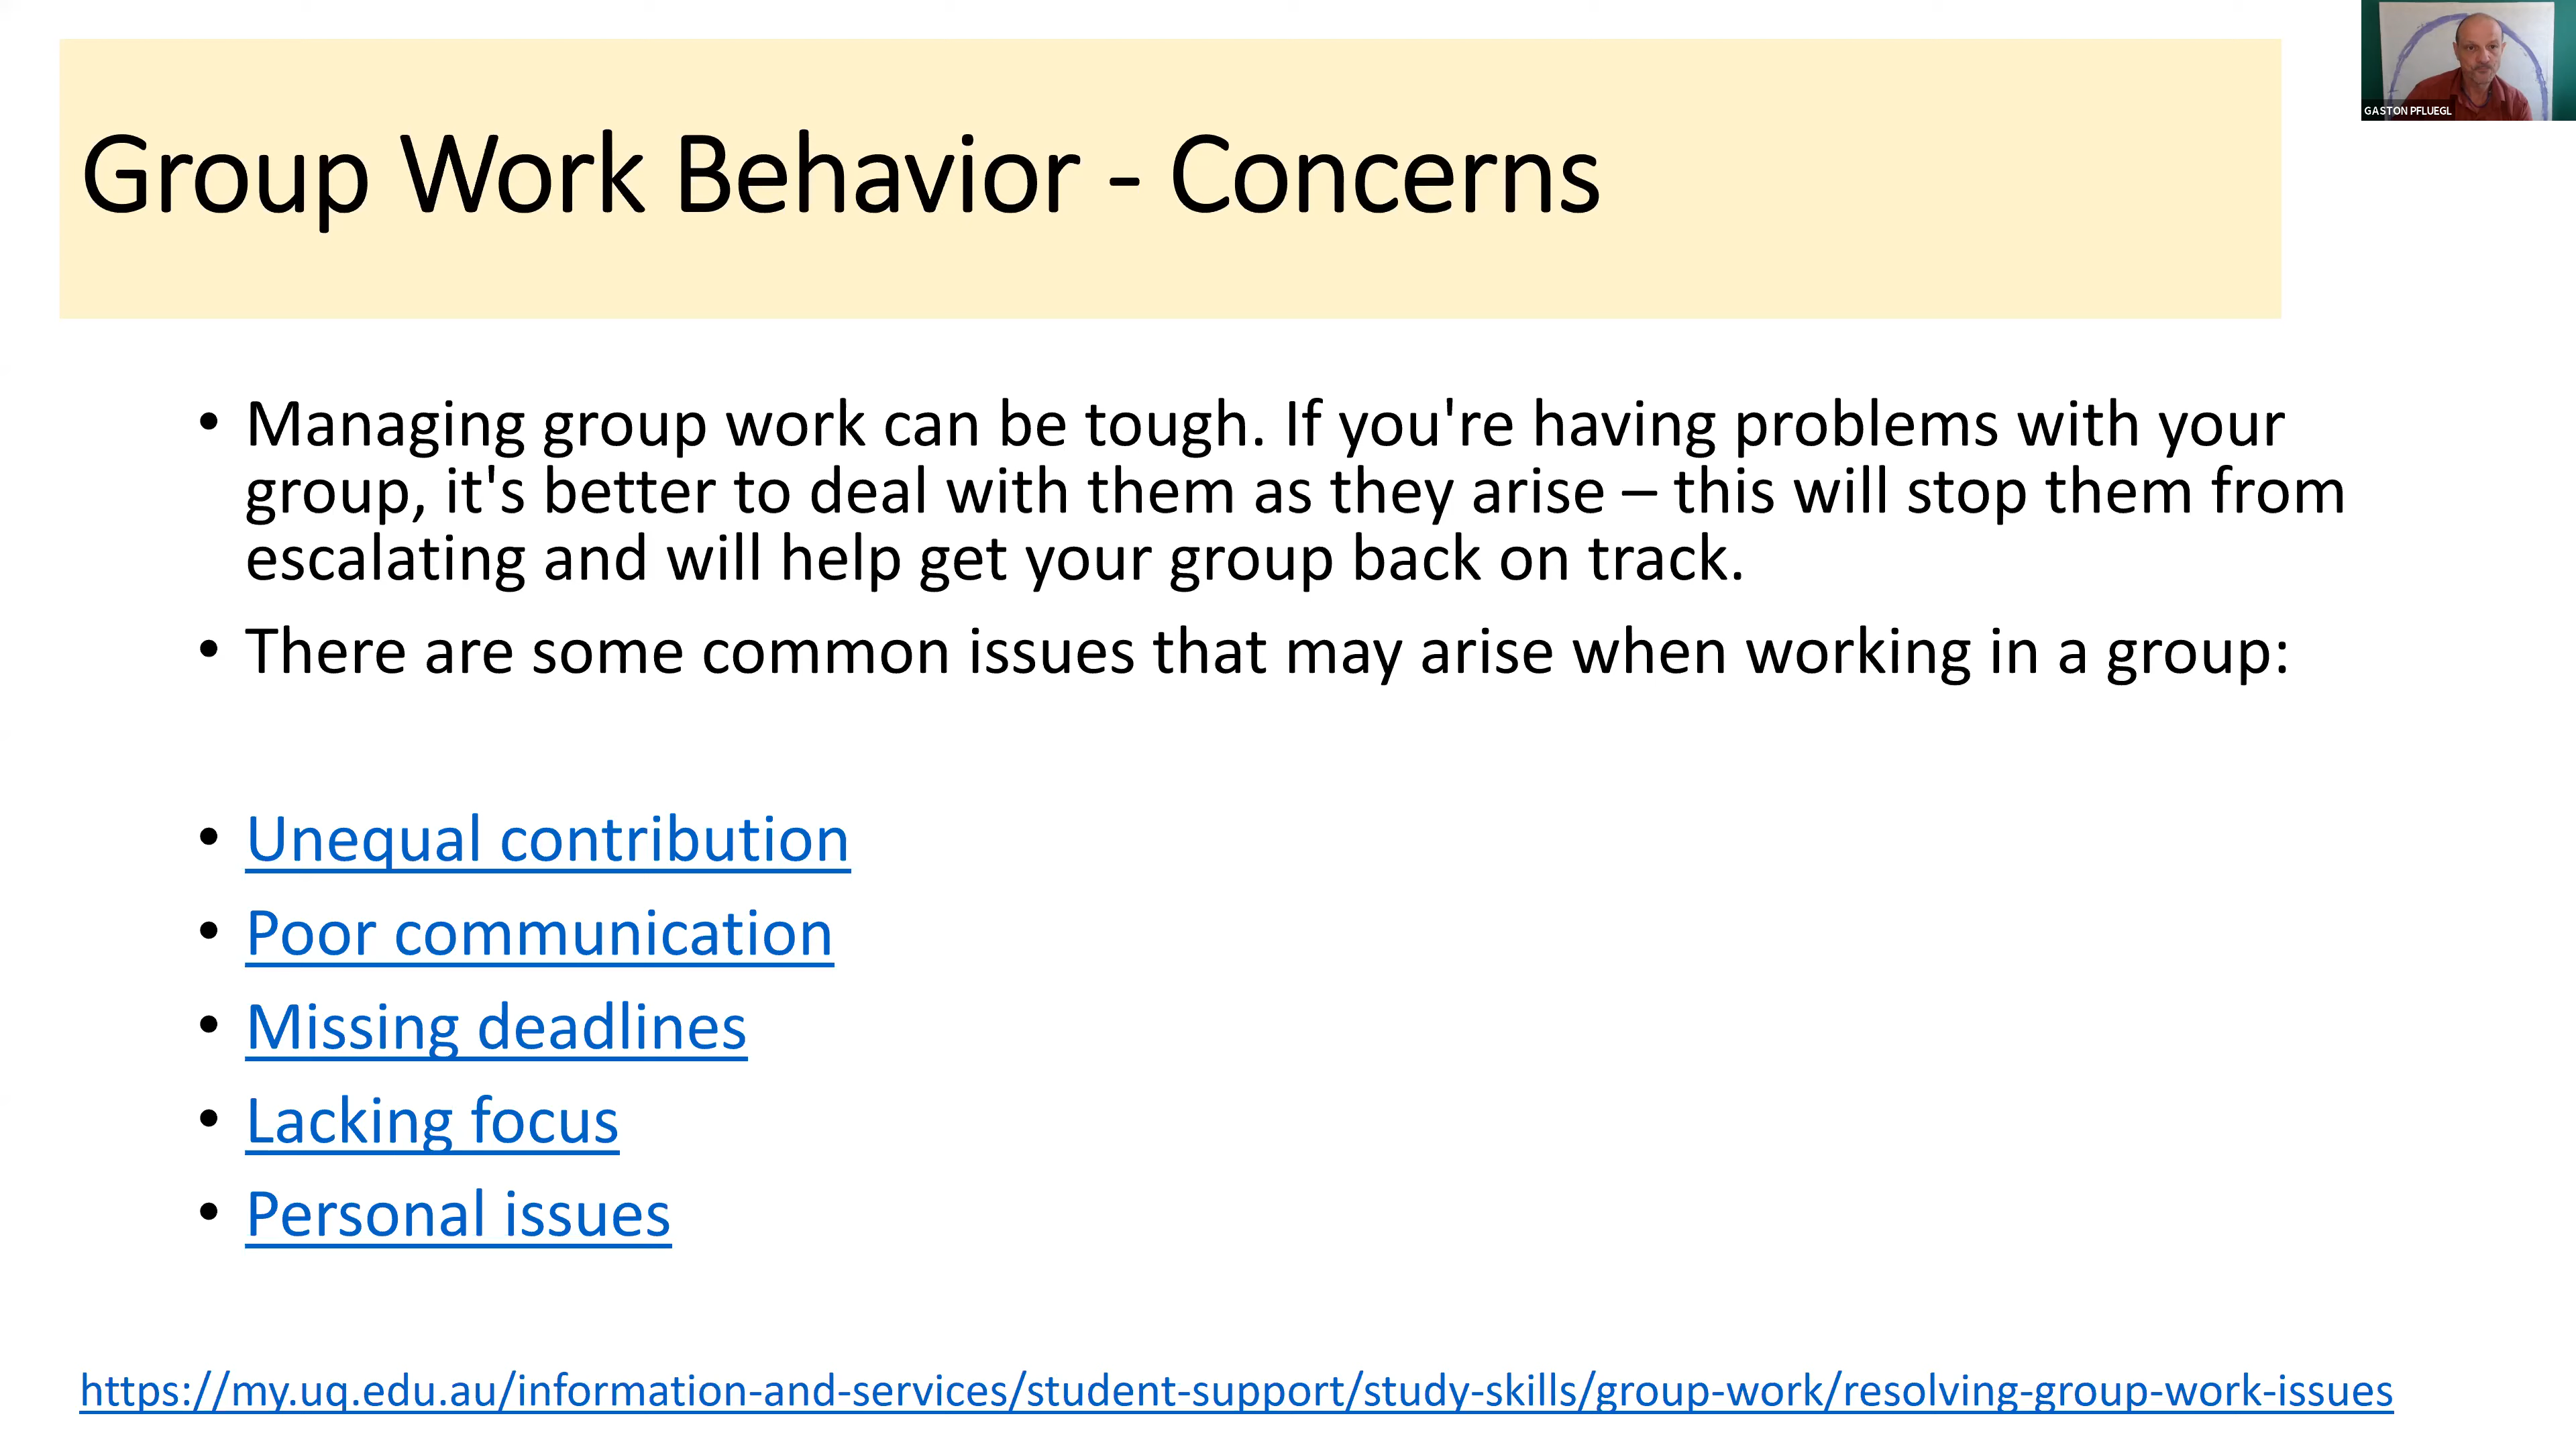 Group Work Behavior - Concerns
GASTON PFLUEGL
• Managing group work can be tough. If you're having problems with your
group, it's better to deal with them as they arise – this will stop them from
escalating and will help get your group back on track.
• There are some common issues that may arise when working in a group:
• Unequal contribution
• Poor communication
• Missing deadlines
• Lacking focus
• Personal issues
https://my.uq.edu.au/information-and-services/student-support/study-skills/group-work/resolving-group-work-issues